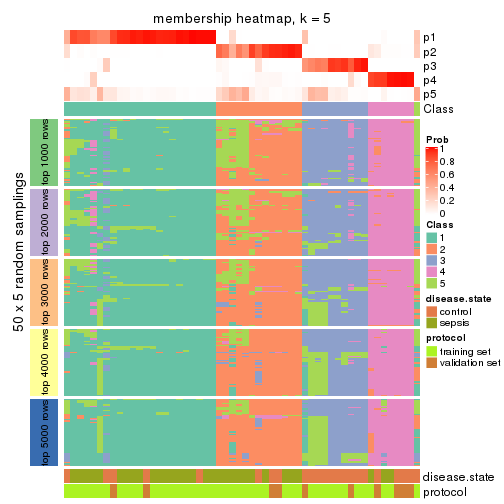 membership heatmap, k = 5
p1
p2
p3
p4
p5
Class
50 x 5 random samplings
top 1000 rows
top 2000 rows
top 3000 rows
top 4000 rows
top 5000 rows
Prob
1
0.8
0.6
0.4
0.2
0
Class
1
2
3
4
5
disease.state
control
sepsis
protocol
training set
validation set
disease.state
protocol